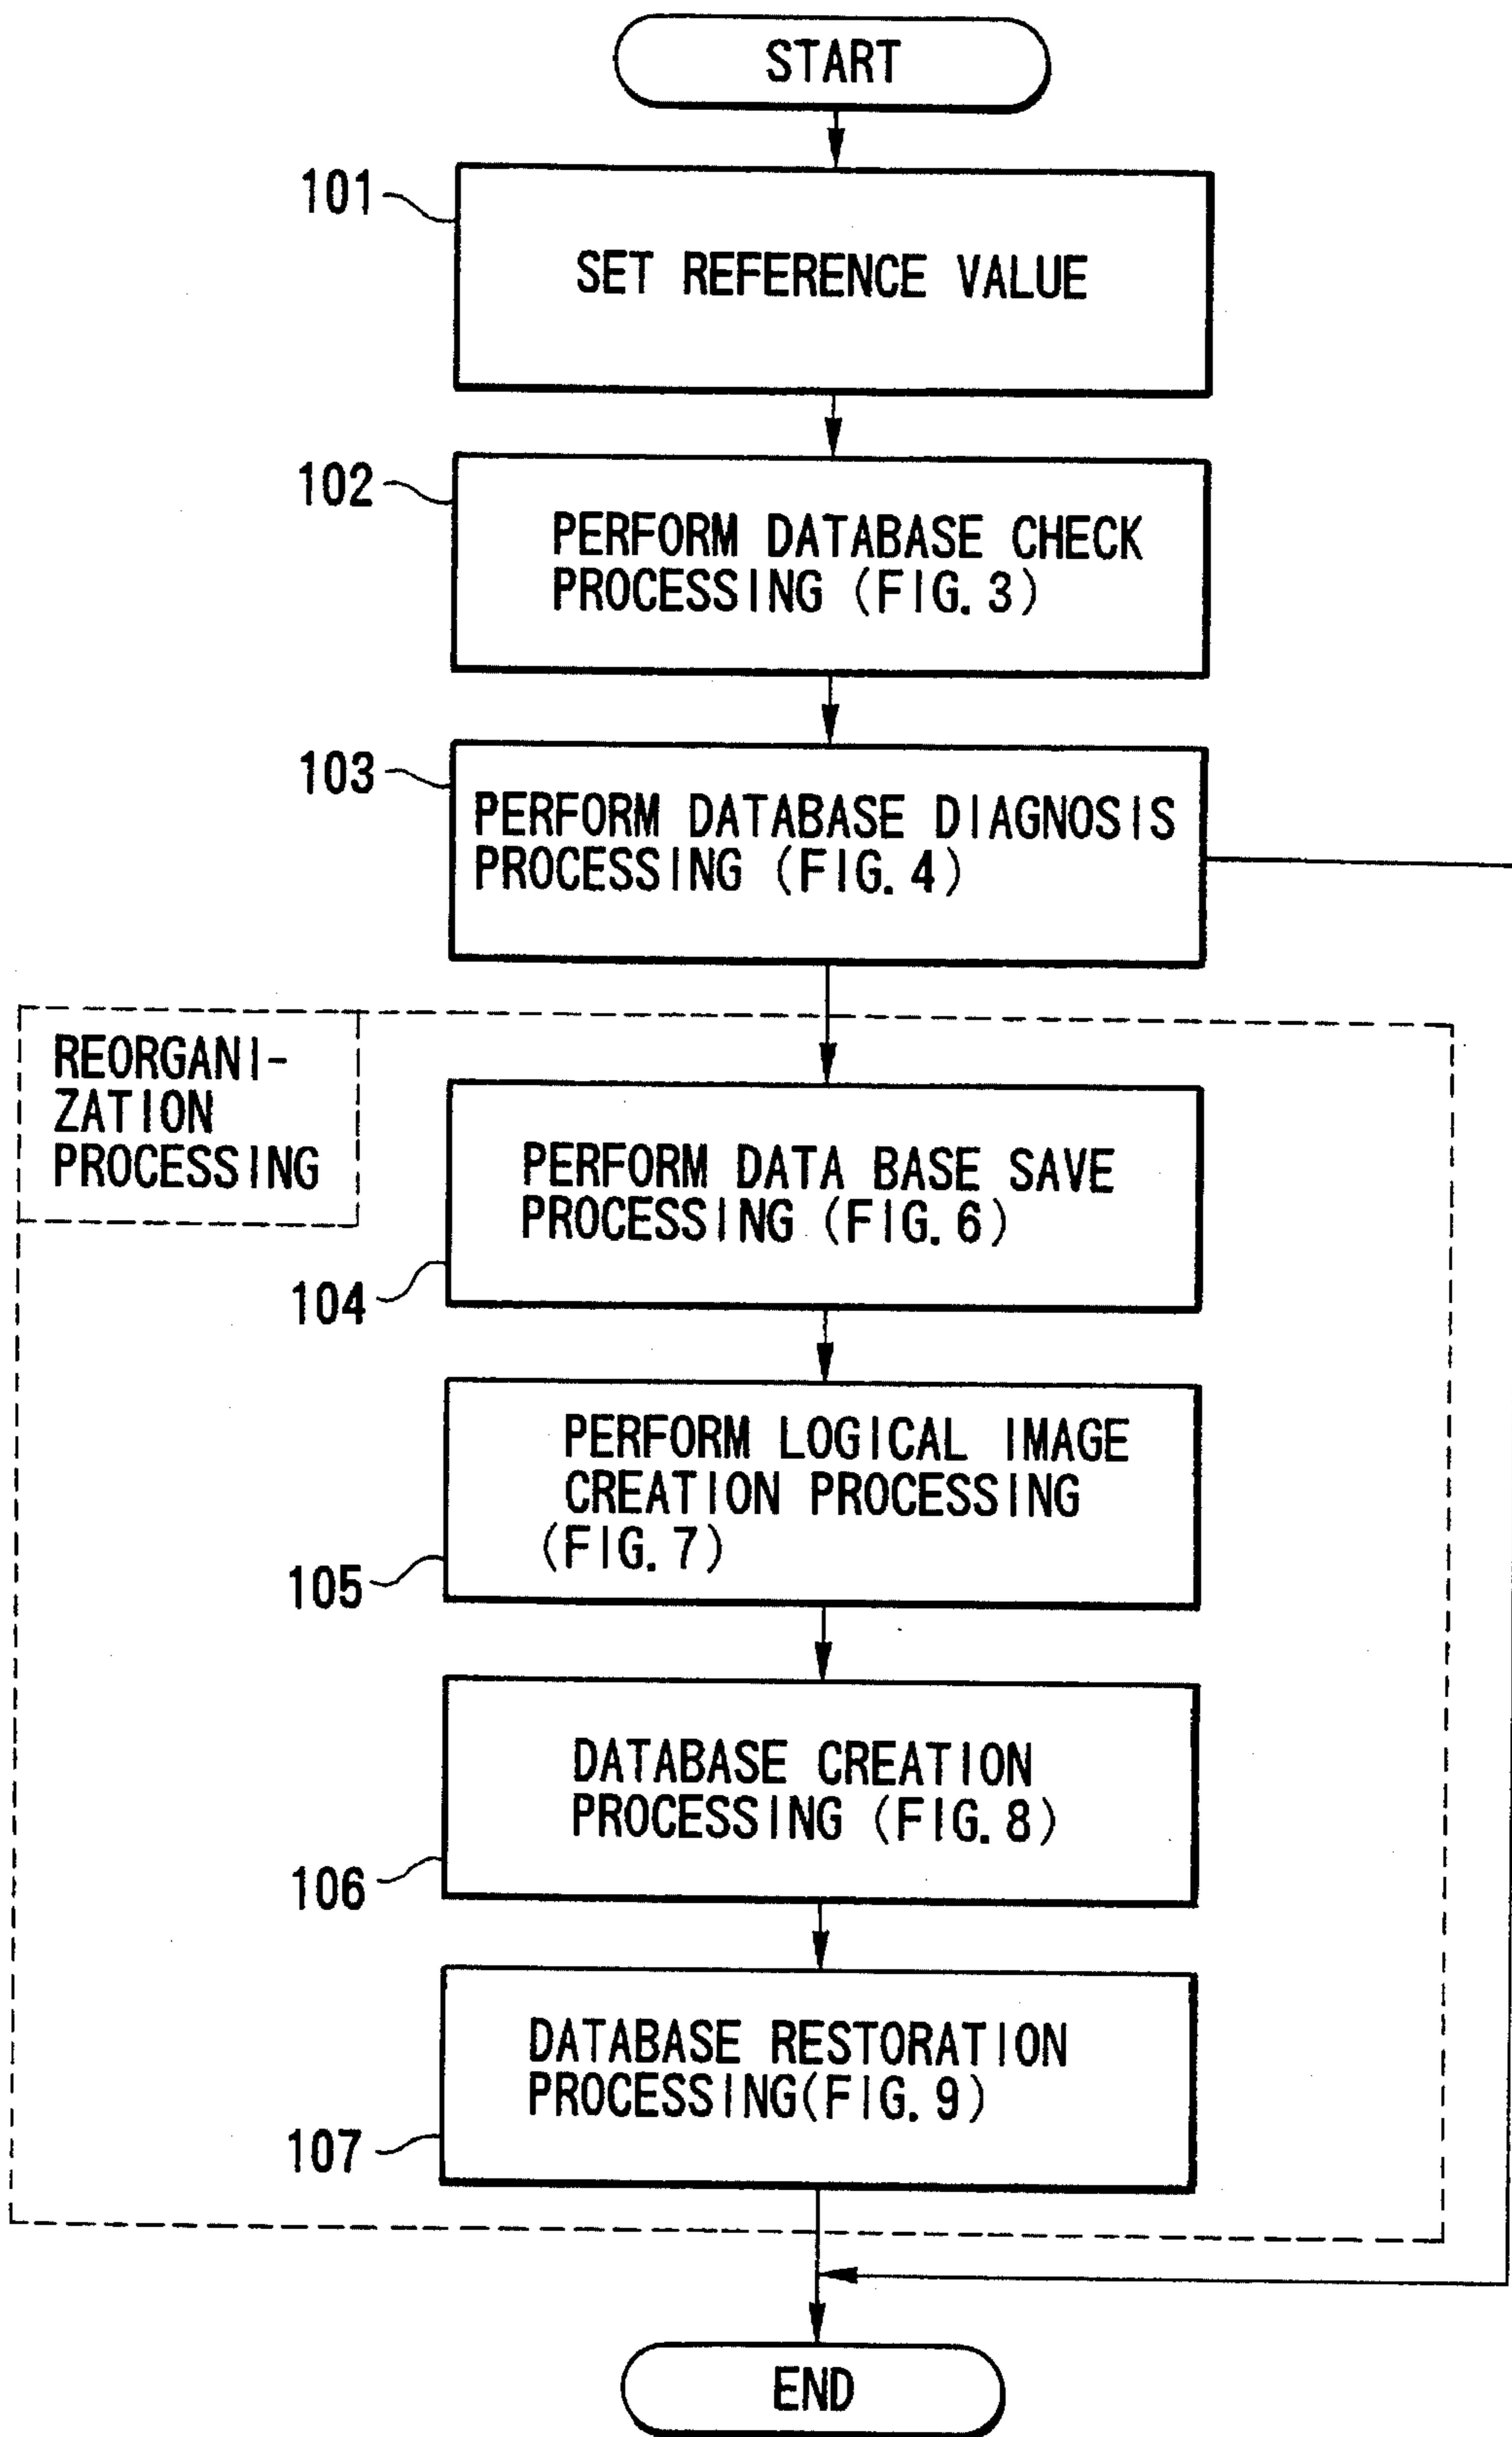 START
101
SET REFERENCE VALUE
102
PERFORM DATABASE CHECK
PROCESSING (FIG. 3)
103
PERFORM DATABASE DIAGNOSIS
PROCESSING (FIG. 4)
REORGANI-
ZATION
PROCESSING
PERFORM DATA BASE SAVE
PROCESSING (FIG. 6)
104
PERFORM LOGICAL IMAGE
CREATION PROCESSING
(FIG. 7)
105
DATABASE CREATION
PROCESSING (FIG. 8)
106
DATABASE RESTORATION
PROCESSING(FIG. 9)
107
END